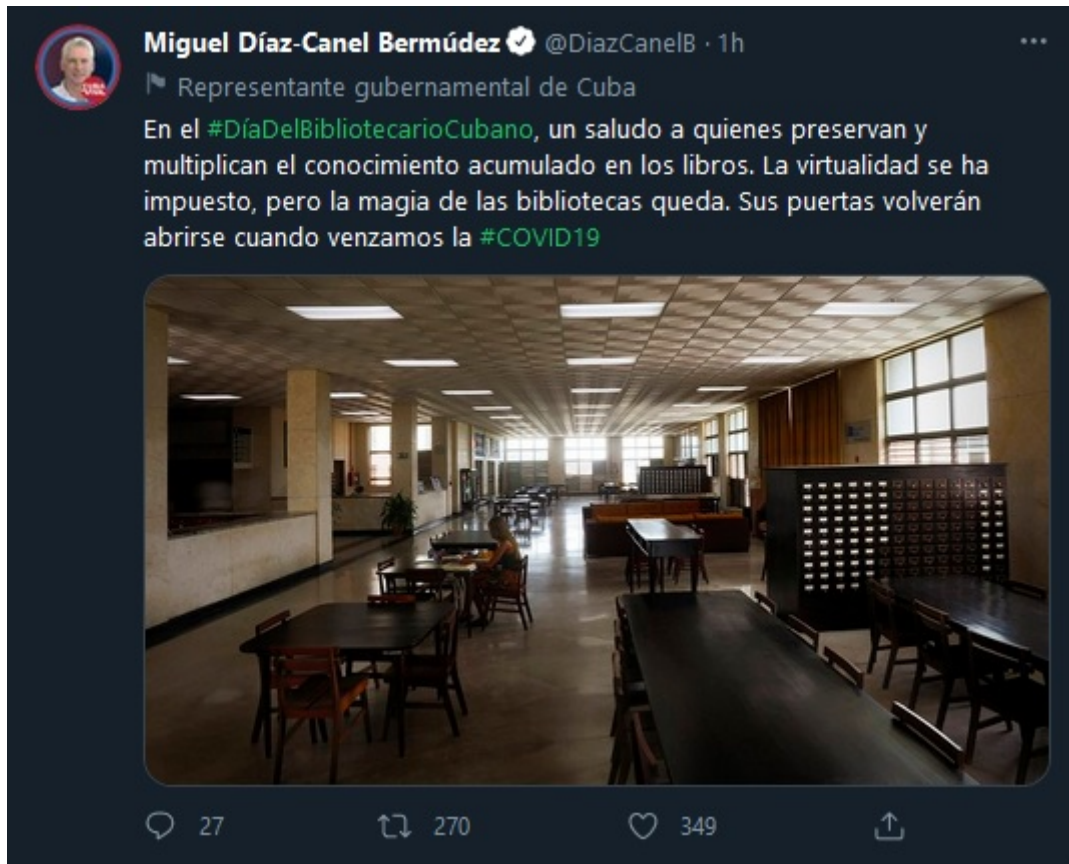 Miguel Díaz-Canel Bermúdez @DiazCanelB · 1h
Representante gubernamental de Cuba
En el #DíaDelBibliotecarioCubano, un saludo a quienes preservan y
multiplican el conocimiento acumulado en los libros. La virtualidad se ha
impuesto, pero la magia de las bibliotecas queda. Sus puertas volverán
abrirse cuando venzamos la #COVID19
27 270 349